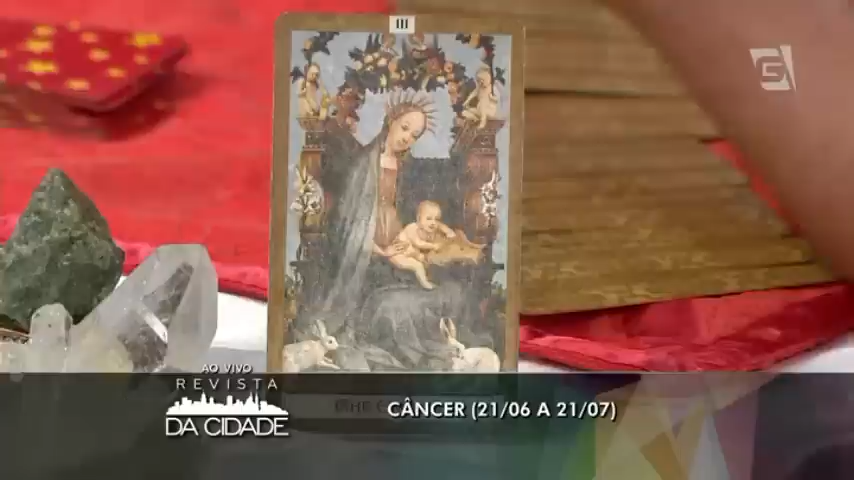 III
G
AO VIVO
REVISTA
DA CIDADE
CÂNCER (21/06 A 21/07)